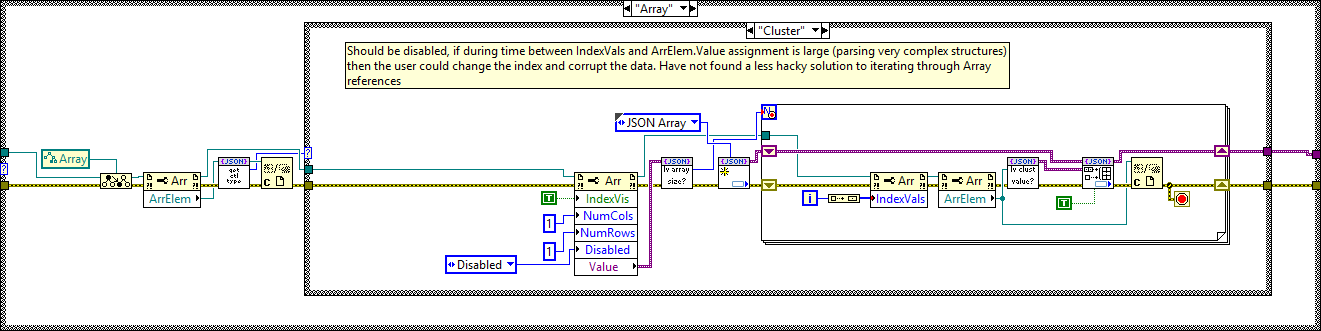 "Array"
"Cluster"
Should be disabled, if during time between IndexVals and ArrElem.Value assignment is large (parsing very complex structures)
then the user could change the index and corrupt the data. Have not found a less hacky solution to iterating through Array
references
JSON Array
N
Array
{JSON}
get
ctl
type
C
Arr
ArrElem
?
?
Arr
IndexVis
NumCols
NumRows
Disabled
Value
T
1
1
Disabled
{JSON}
lv array
size?
{JSON}
i
Arr
IndexVals
Arr
ArrElem
{JSON}
lv clust
value?
{JSON}
T
C